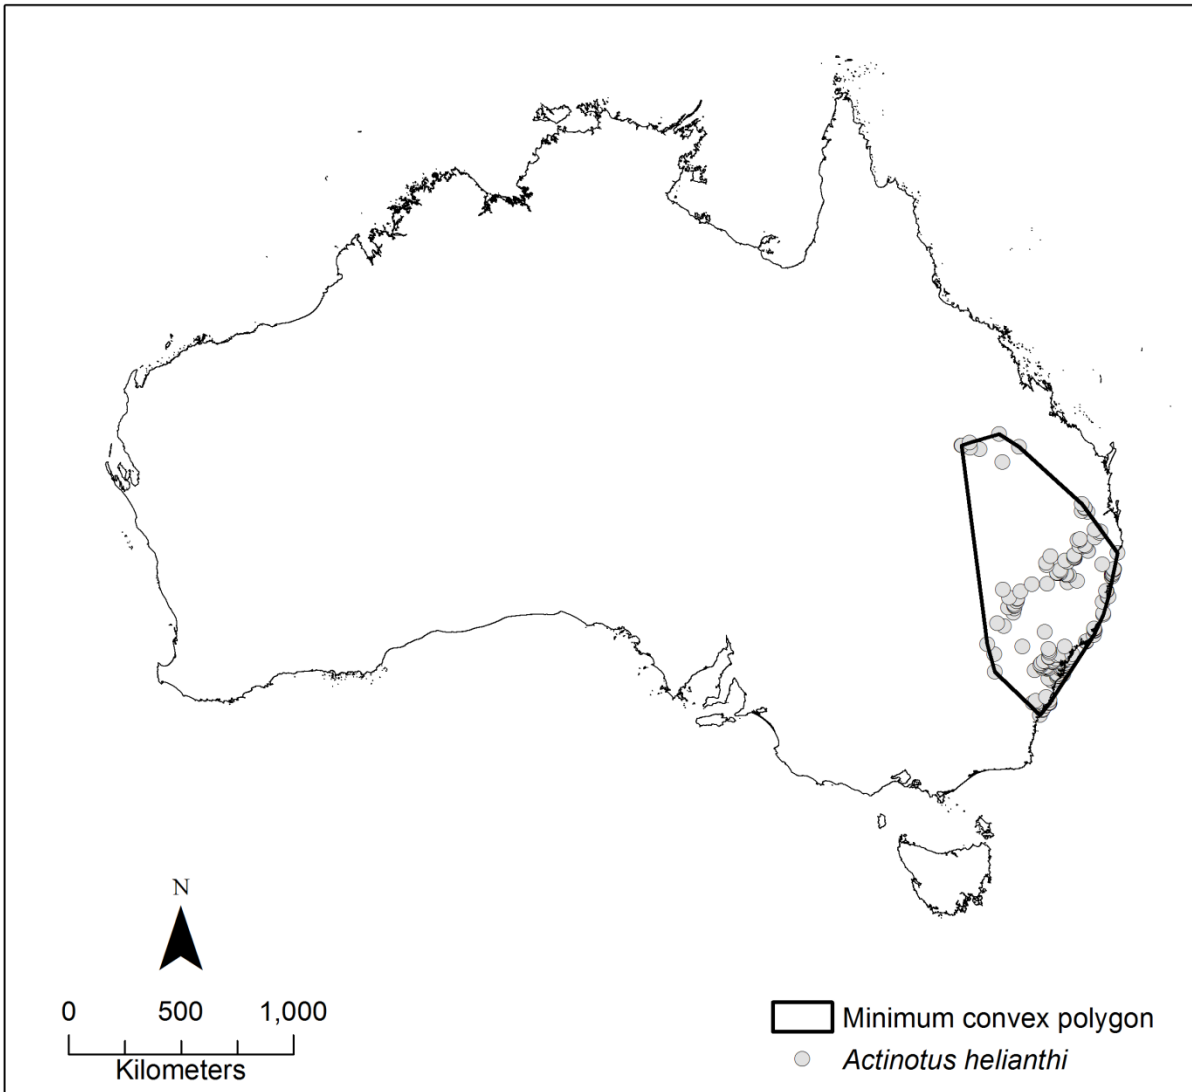 N
0 500 1,000
Kilometers
Minimum convex polygon
Actinotus helianthi